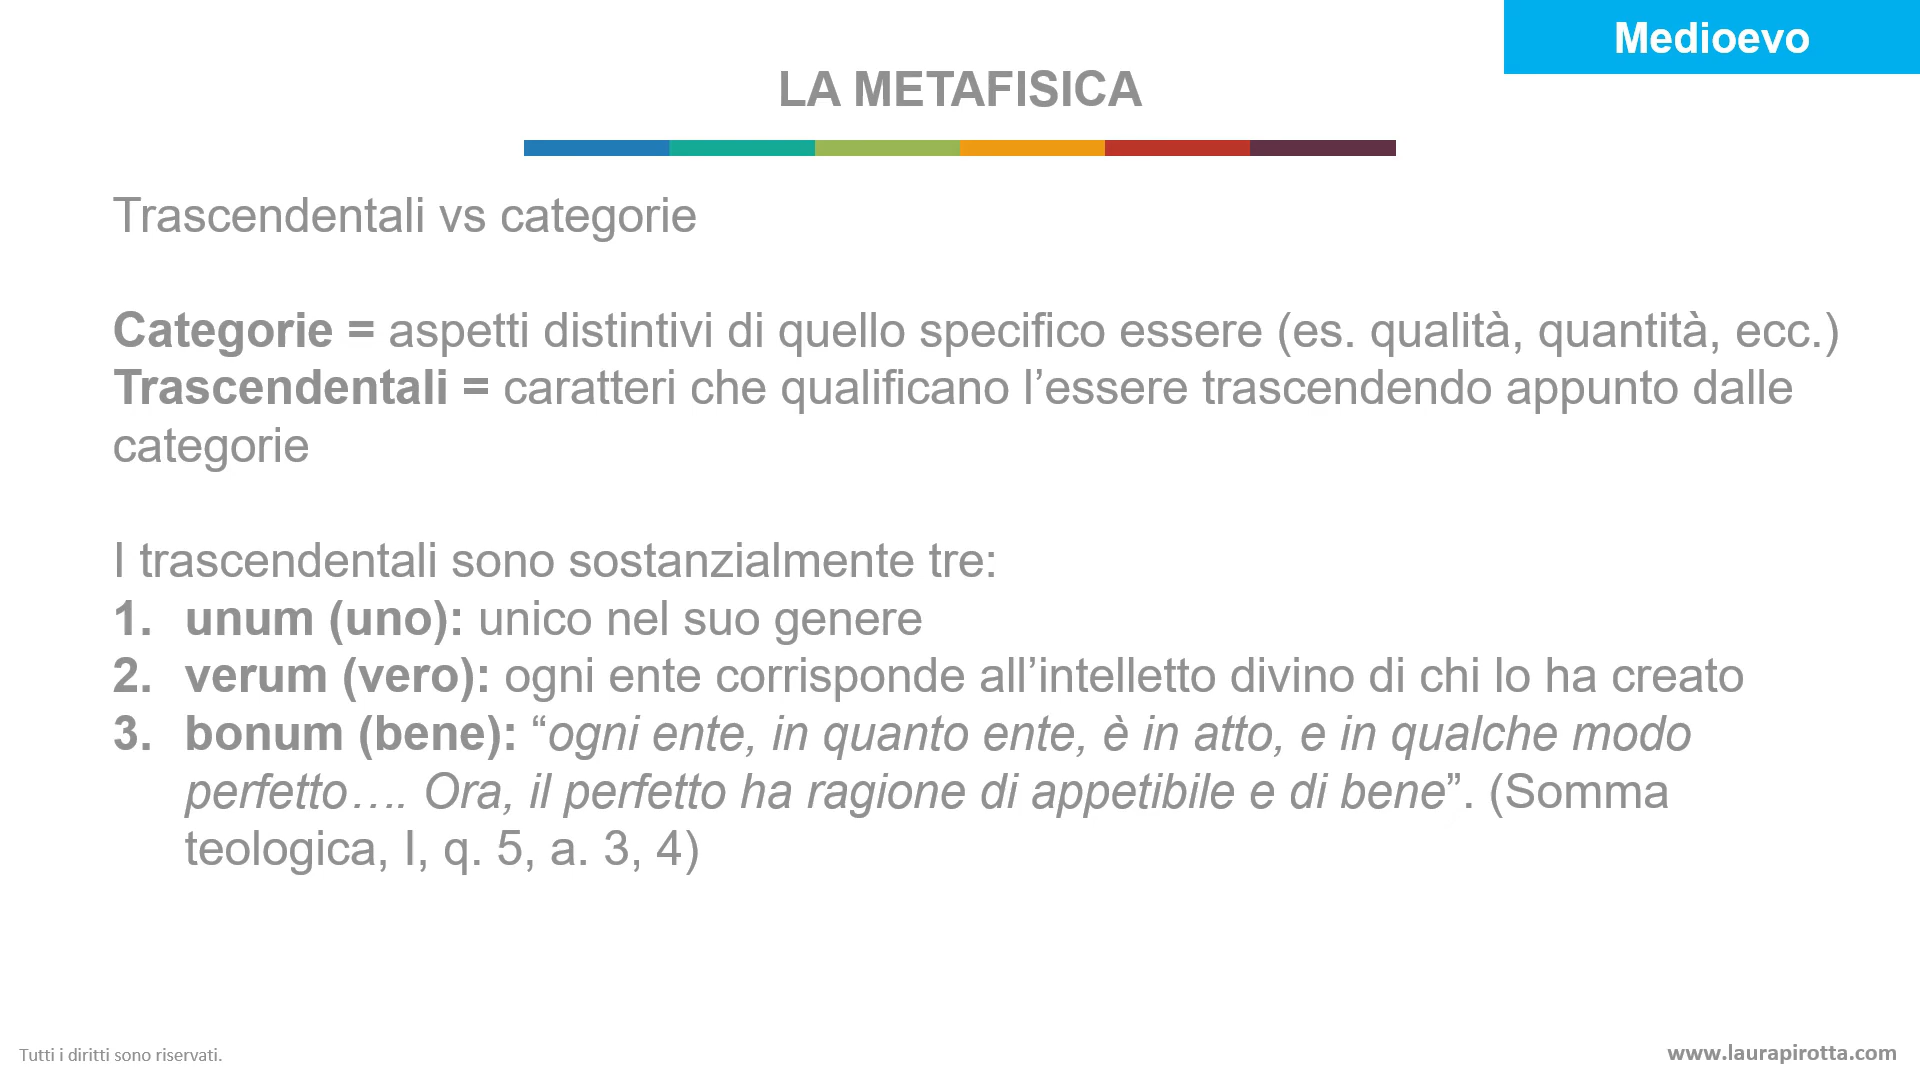 Medioevo
LA METAFISICA
Trascendentali vs categorie
Categorie = aspetti distintivi di quello specifico essere (es. qualità, quantità, ecc.)
Trascendentali = caratteri che qualificano l’essere trascendendo appunto dalle
categorie
I trascendentali sono sostanzialmente tre:
1. unum (uno): unico nel suo genere
2. verum (vero): ogni ente corrisponde all’intelletto divino di chi lo ha creato
3. bonum (bene): “ogni ente, in quanto ente, è in atto, e in qualche modo
perfetto…. Ora, il perfetto ha ragione di appetibile e di bene”. (Somma
teologica, I, q. 5, a. 3, 4)
Tutti i diritti sono riservati.
www.laurapirotta.com